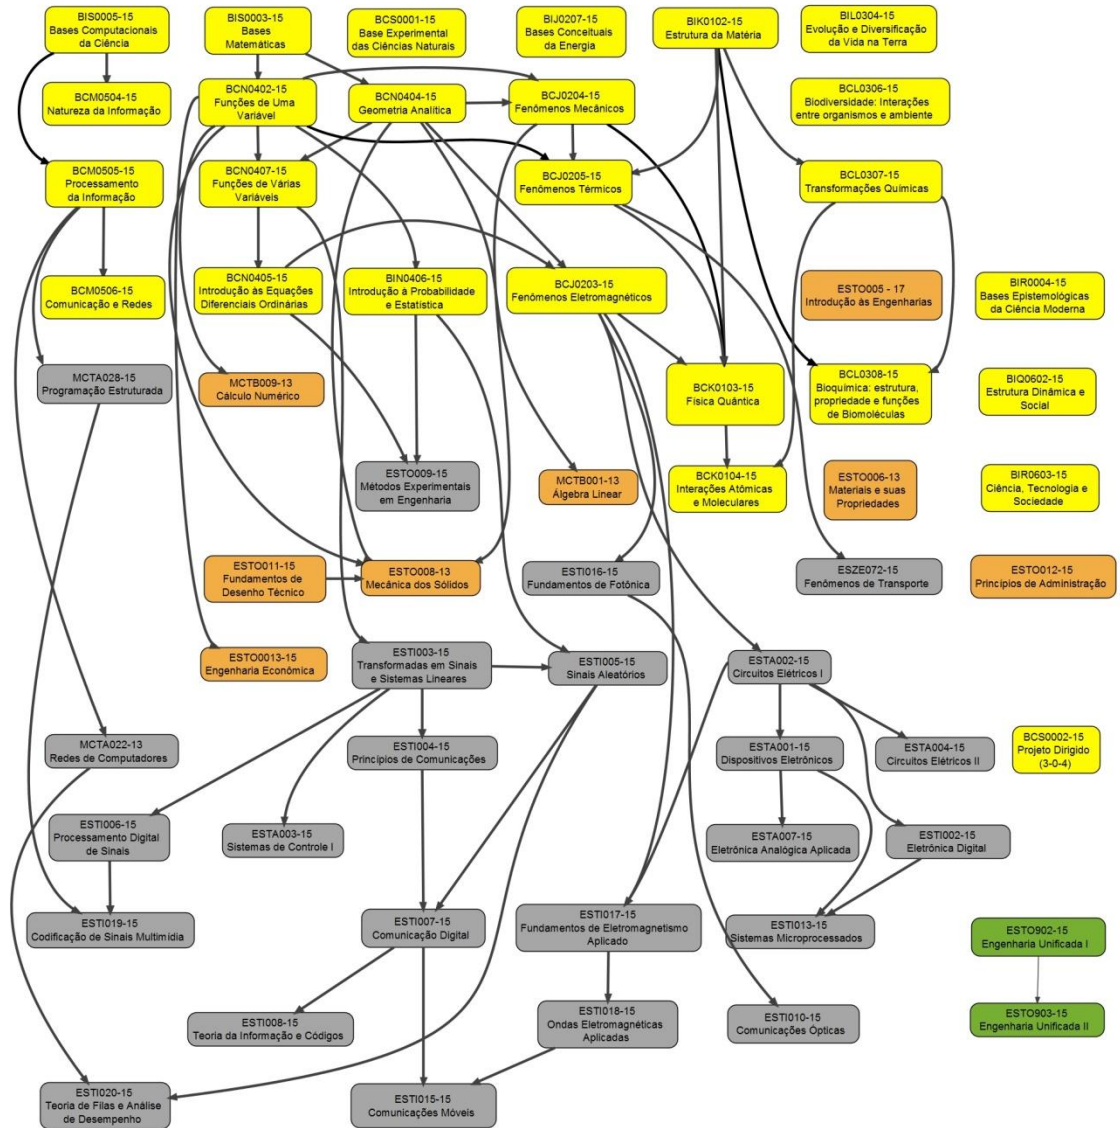 BIS0005-15
Bases Computacionais
da Ciência
BIS0003-15
Bases
Matemáticas
BCS0001-15
Base Experimental
das Ciências Naturais
BIJ0207-15
Bases Conceituais
da Energia
BIK0102-15
Estrutura da Matéria
BIL0304-15
Evolução e Diversificação
da Vida na Terra
BCM0504-15
Natureza da Informação
BCN0402-15
Funções de Uma
Variável
BCN0404-15
Geometria Analítica
BCJ0204-15
Fenômenos Mecânicos
BCL0306-15
Biodiversidade: Interações
entre organismos e ambiente
BCM0505-15
Processamento
da Informação
BCN0407-15
Funções de Várias
Variáveis
BCJ0205-15
Fenômenos Térmicos
BCL0307-15
Transformações Químicas
BCM0506-15
Comunicação e Redes
BCN0405-15
Introdução às Equações
Diferenciais Ordinárias
BIN0406-15
Introdução à Probabilidade
e Estatística
BCJ0203-15
Fenômenos Eletromagnéticos
ESTO005 - 17
Introdução às Engenharias
BIR0004-15
Bases Epistemológicas
da Ciência Moderna
MCTA028-15
Programação Estruturada
MCTB009-13
Cálculo Numérico
BCK0103-15
Física Quântica
BCL0308-15
Bioquímica: estrutura,
propriedade e funções
de Biomoléculas
BIQ0602-15
Estrutura Dinâmica e
Social
ESTO009-15
Métodos Experimentais
em Engenharia
MCTB001-13
Álgebra Linear
BCK0104-15
Interações Atômicas
e Moleculares
ESTO006-13
Materiais e suas
Propriedades
BIR0603-15
Ciência, Tecnologia e
Sociedade
ESTO011-15
Fundamentos de
Desenho Técnico
ESTO008-13
Mecânica dos Sólidos
ESTI016-15
Fundamentos de Fotônica
ESZE072-15
Fenômenos de Transporte
ESTO012-15
Princípios de Administração
ESTO0013-15
Engenharia Econômica
ESTI003-15
Transformadas em Sinais
e Sistemas Lineares
ESTI005-15
Sinais Aleatórios
ESTA002-15
Circuitos Elétricos I
MCTA022-13
Redes de Computadores
ESTI004-15
Princípios de Comunicações
ESTA001-15
Dispositivos Eletrônicos
ESTA004-15
Circuitos Elétricos II
BCS0002-15
Projeto Dirigido
(3-0-4)
ESTI006-15
Processamento Digital
de Sinais
ESTA003-15
Sistemas de Controle I
ESTA007-15
Eletrônica Analógica Aplicada
ESTI002-15
Eletrônica Digital
ESTI019-15
Codificação de Sinais Multimídia
ESTI007-15
Comunicação Digital
ESTI017-15
Fundamentos de Eletromagnetismo
Aplicado
ESTI013-15
Sistemas Microprocessados
ESTO902-15
Engenharia Unificada I
ESTI008-15
Teoria da Informação e Códigos
ESTI018-15
Ondas Eletromagnéticas
Aplicadas
ESTI010-15
Comunicações Ópticas
ESTO903-15
Engenharia Unificada II
ESTI020-15
Teoria de Filas e Análise
de Desempenho
ESTI015-15
Comunicações Móveis